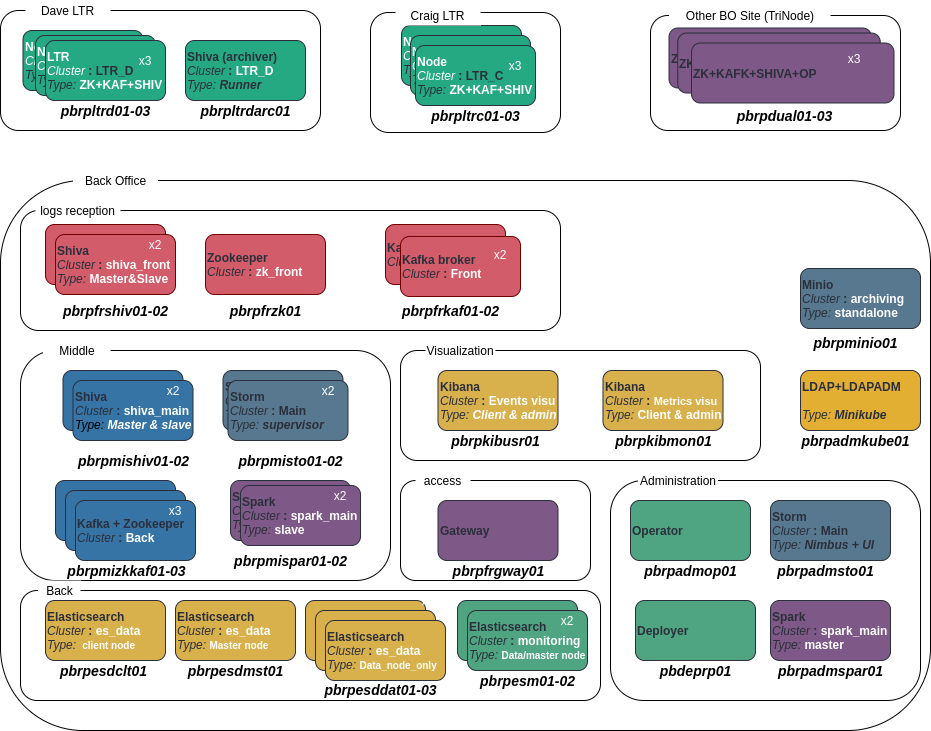 Dave LTR
LTR
x3
Cluster : LTR_D
Type: ZK+KAF+SHIV
pbrpltrd01-03
Shiva (archiver)
Cluster : LTR_D
Type: Runner
pbrpltrdarc01
Craig LTR
Node
x3
Cluster : LTR_C
Type: ZK+KAF+SHIV
pbrpltrc01-03
Other BO Site (TriNode)
x3
ZK+KAFK+SHIVA+OP
pbrpdual01-03
Back Office
logs reception
Shiva
x2
Cluster : shiva_front
Type: Master&Slave
pbrpfrshiv01-02
Zookeeper
Cluster : zk_front
pbrpfrzk01
Kafka broker
x2
Cluster : Front
pbrpfrkaf01-02
Minio
Cluster : archiving
Type: standalone
pbrpminio01
Middle
Shiva
x2
Cluster : shiva_main
Type: Master & slave
pbrpmishiv01-02
Storm
x2
Cluster : Main
Type: supervisor
pbrpmisto01-02
Kafka + Zookeeper
x3
Cluster : Back
pbrpmizkkaf01-03
Spark
x2
Cluster : spark_main
Type: slave
pbrpmispar01-02
Visualization
Kibana
Cluster : Events visu
Type: Client & admin
pbrpkibusr01
Kibana
Cluster : Metrics visu
Type: Client & admin
pbrpkibmon01
LDAP+LDAPADM
Type: Minikube
pbrpadmkube01
access
Gateway
pbrpfrgway01
Administration
Operator
pbrpadmop01
Storm
Cluster : Main
Type: Nimbus + UI
pbrpadmsto01
Deployer
pbdeprp01
Spark
Cluster : spark_main
Type: master
pbrpadmspar01
Back
Elasticsearch
Cluster : es_data
Type: client node
pbrpesdclt01
Elasticsearch
Cluster : es_data
Type: Master node
pbrpesdmst01
Elasticsearch
Cluster : es_data
Type: Data_node_only
pbrpesddat01-03
Elasticsearch
x2
Cluster : monitoring
Type: Data/master node
pbrpesm01-02